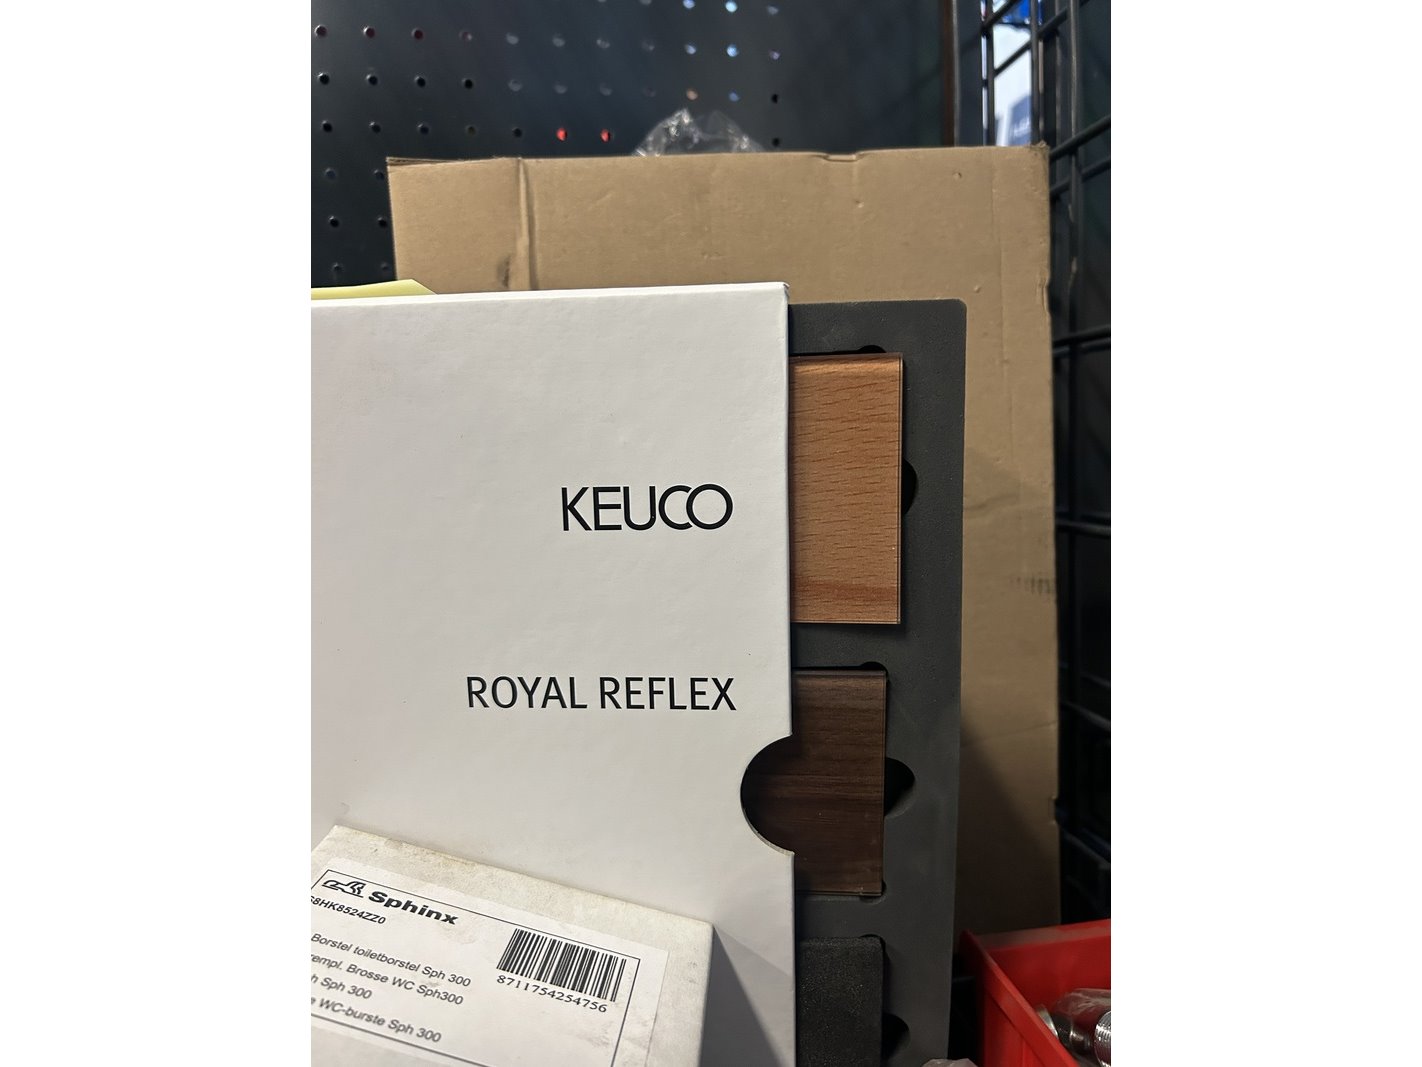 KEUCO
ROYAL REFLEX
Sphinx
S8HK8524ZZ0
Borstel toiletborstel Sph 300
Brosse WC Sph300
Sph 300
WC-burste Sph 300
8711754254756